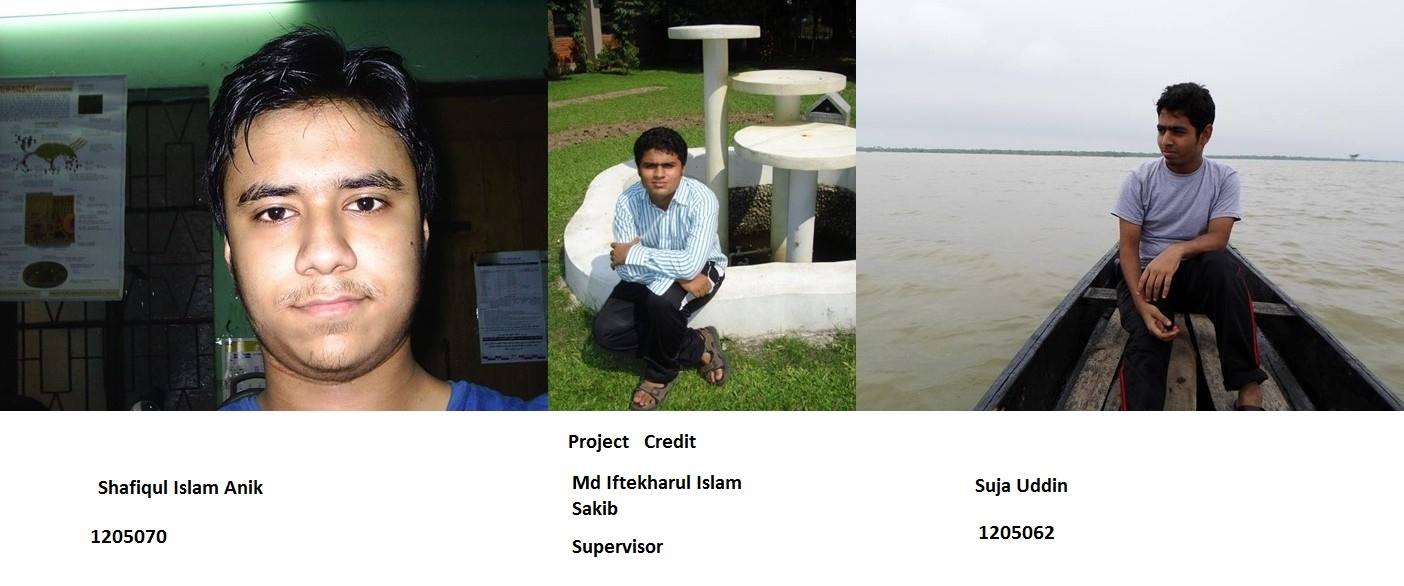 Project Credit
Shafiqul Islam Anik
Md Iftekharul Islam
Sakib
Suja Uddin
1205070
Supervisor
1205062